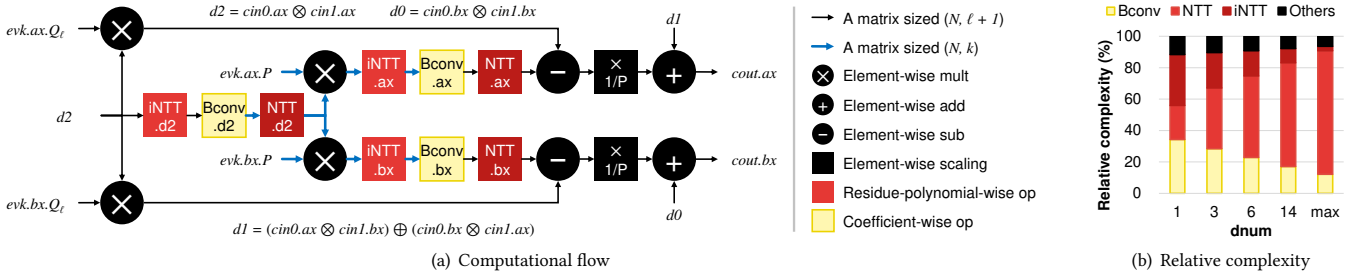 d2 = cin0.ax ⊗ cin1.ax
d0 = cin0.bx ⊗ cin1.bx
d1
evk.ax.Qℓ
×
evk.ax.P
×
iNTT .ax
Bconv .ax
NTT .ax
−
× 1/P
+
cout.ax
d2
iNTT .d2
Bconv .d2
NTT .d2
evk.bx.P
×
iNTT .bx
Bconv .bx
NTT .bx
−
× 1/P
+
cout.bx
evk.bx.Qℓ
×
d0
d1 = (cin0.ax ⊗ cin1.bx) ⊕ (cin0.bx ⊗ cin1.ax)
A matrix sized (N, ℓ + 1)
A matrix sized (N, k)
× Element-wise mult
+ Element-wise add
− Element-wise sub
Element-wise scaling
Residue-polynomial-wise op
Coefficient-wise op
(a) Computational flow
Bconv NTT iNTT Others
Relative complexity (%)
100
80
60
40
20
0
1 3 6 14 max
dnum
(b) Relative complexity